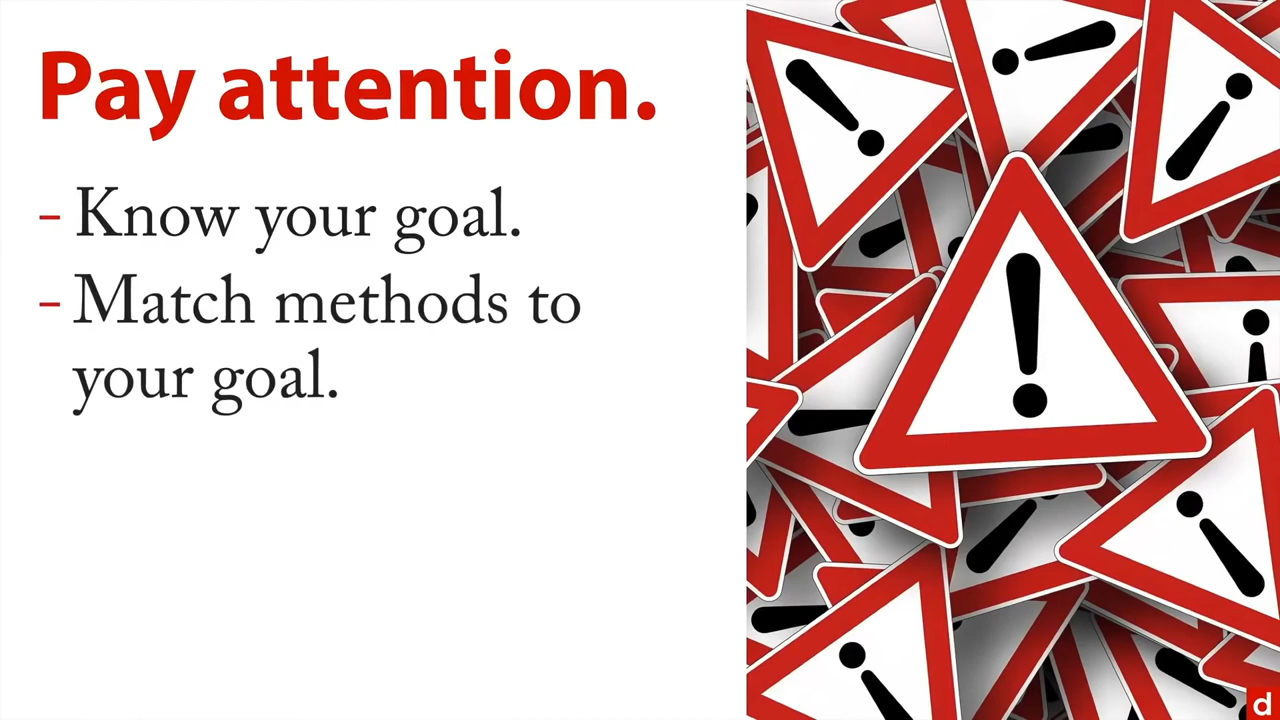 Pay attention.
- Know your goal.
- Match methods to
your goal.
d